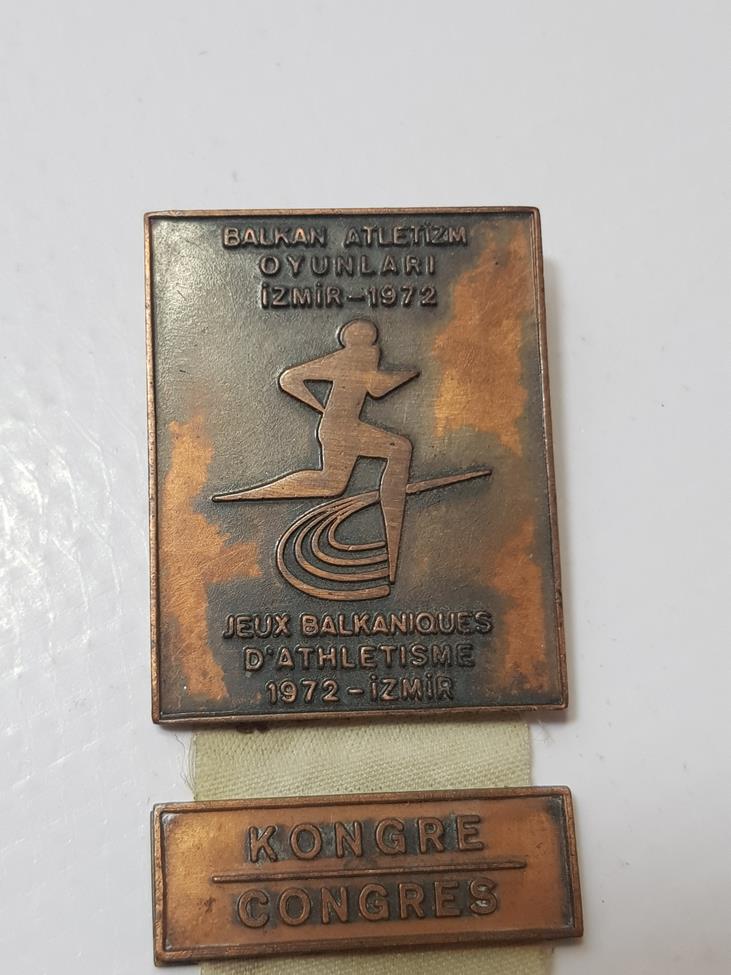 BALKAN ATLETİZM
OYUNLARI
İZMİR-1972
JEUX BALKANIQUES
D'ATHLETISME
1972-İZMİR
KONGRE
CONGRES